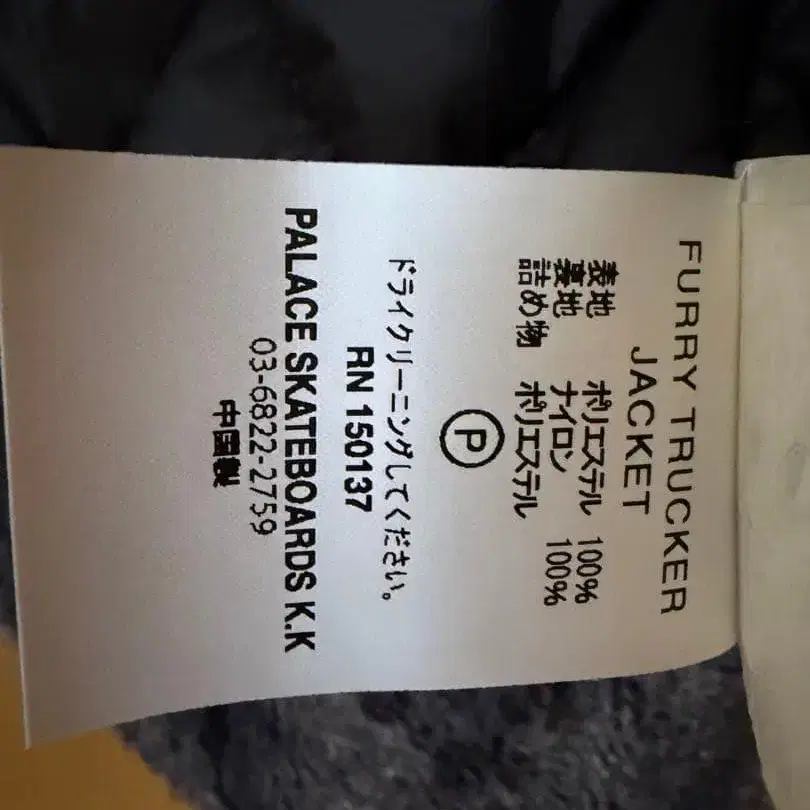 FURRY TRUCKER
JACKET
表地 ポリエステル 100%
裏地 ナイロン 100%
詰め物 ポリエステル
P
ドライクリーニングしてください。
RN 150137
PALACE SKATEBOARDS K.K
03-6822-2759
中國製